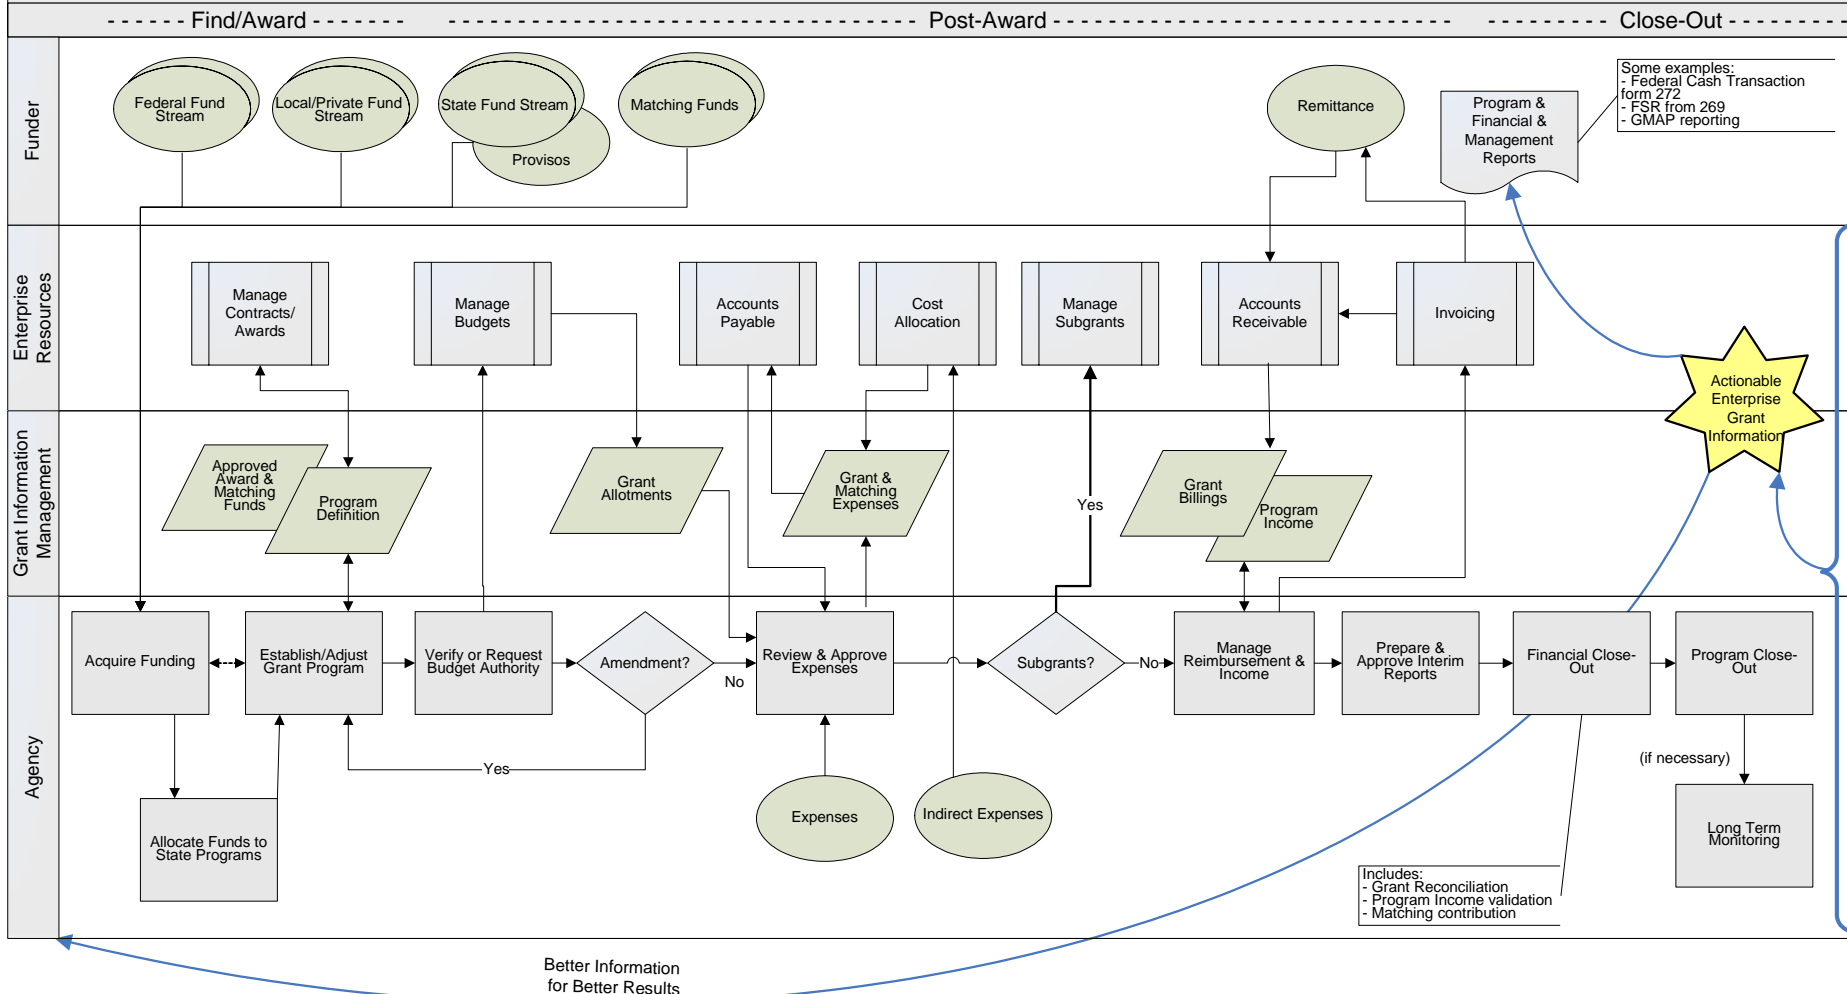 Find/Award
Post-Award
Close-Out
Funder
Federal Fund
Stream
Local/Private Fund
Stream
State Fund Stream
Provisos
Matching Funds
Remittance
Program &
Financial &
Management
Reports
Some examples:
- Federal Cash Transaction
form 272
- FSR from 269
- GMAP reporting
Enterprise
Resources
Manage
Contracts/
Awards
Manage
Budgets
Accounts
Payable
Cost
Allocation
Manage
Subgrants
Accounts
Receivable
Invoicing
Actionable
Enterprise
Grant
Information
Grant Information
Management
Approved
Award &
Matching
Funds
Program
Definition
Grant
Allotments
Grant &
Matching
Expenses
Yes
Grant
Billings
Program
Income
Agency
Acquire Funding
Establish/Adjust
Grant Program
Verify or Request
Budget Authority
Amendment?
No
Review & Approve
Expenses
Subgrants?
No
Manage
Reimbursement &
Income
Prepare &
Approve Interim
Reports
Financial Close-
Out
Program Close-
Out
Yes
(if necessary)
Allocate Funds to
State Programs
Expenses
Indirect Expenses
Long Term
Monitoring
Includes:
- Grant Reconciliation
- Program Income validation
- Matching contribution
Better Information
for Better Results